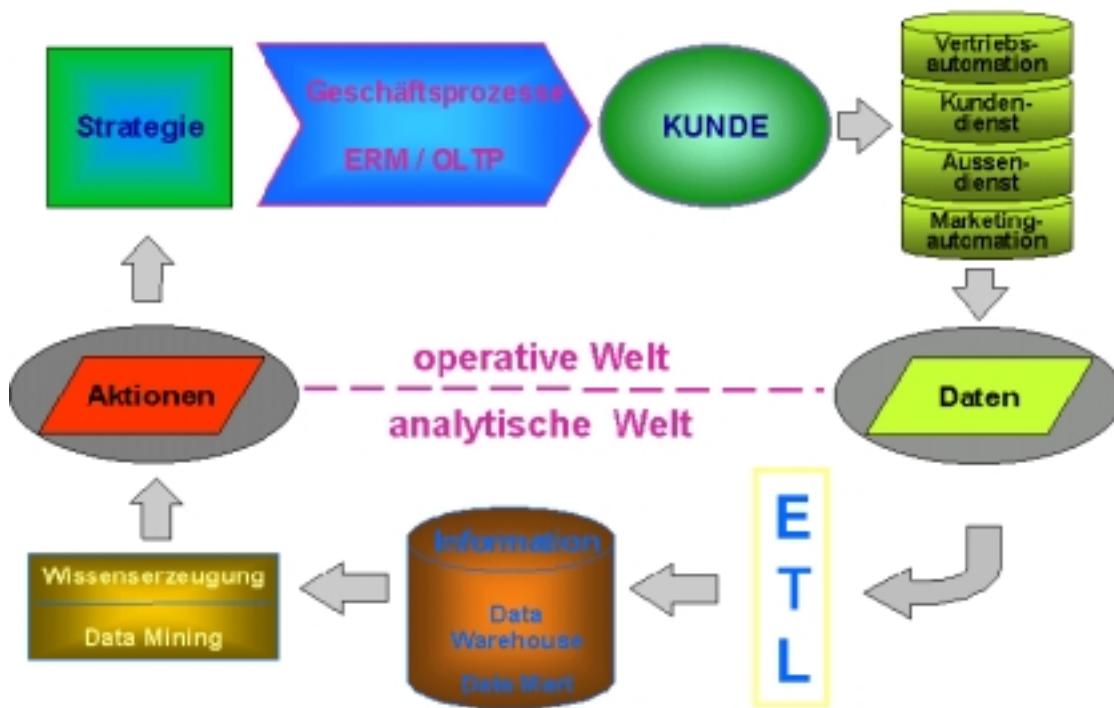 Strategie
Geschäftsprozesse
ERM / OLTP
KUNDE
Vertriebs-
automation
Kunden-
dienst
Aussen-
dienst
Marketing-
automation
Aktionen
operative Welt
analytische Welt
Daten
Wissenserzeugung
Data Mining
Information
Data
Warehouse
Data Mart
E
T
L